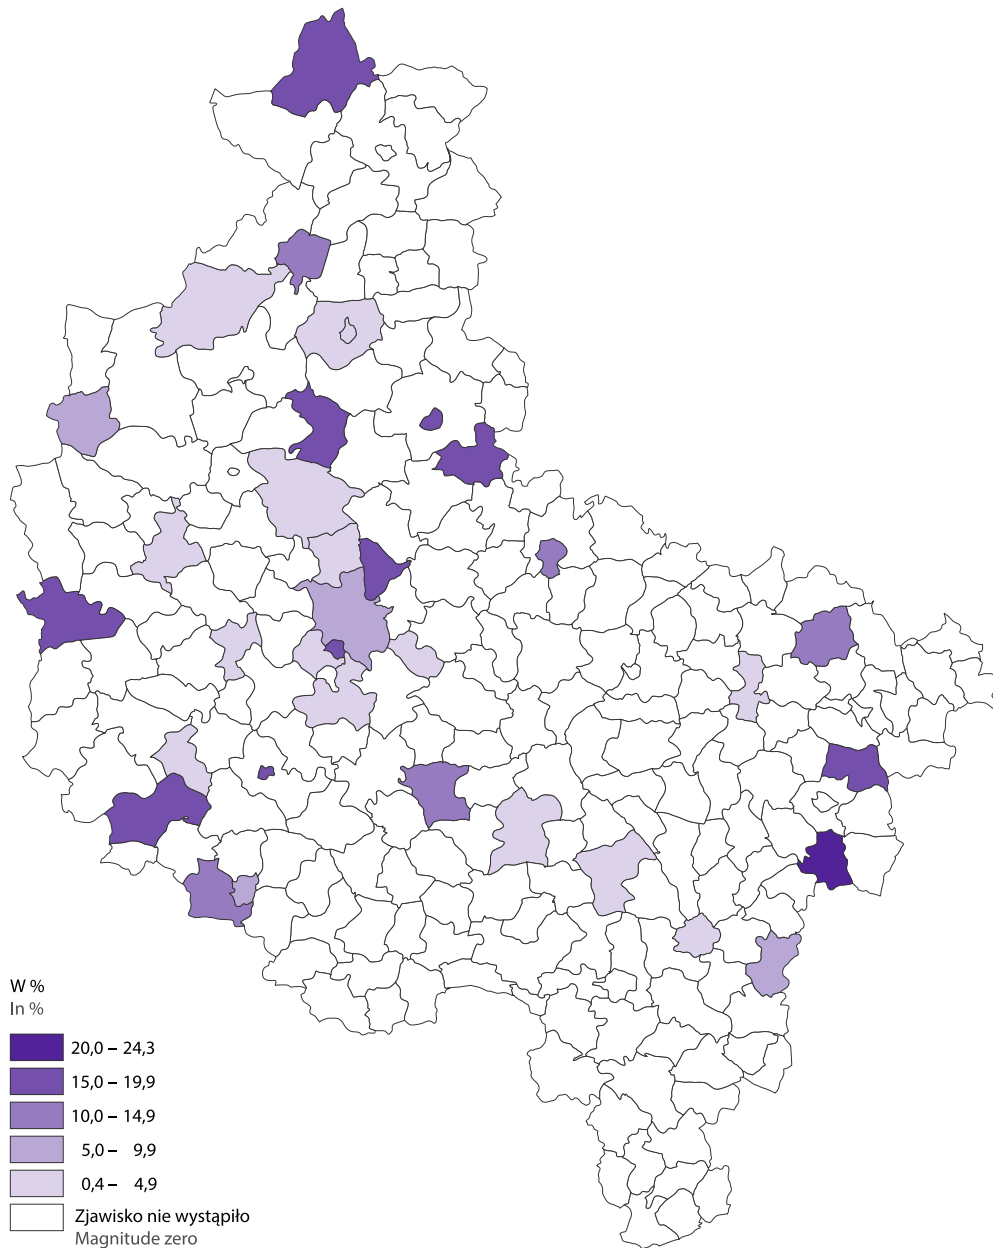 W %
In %
20,0 – 24,3
15,0 – 19,9
10,0 – 14,9
5,0 – 9,9
0,4 – 4,9
Zjawisko nie wystąpiło
Magnitude zero